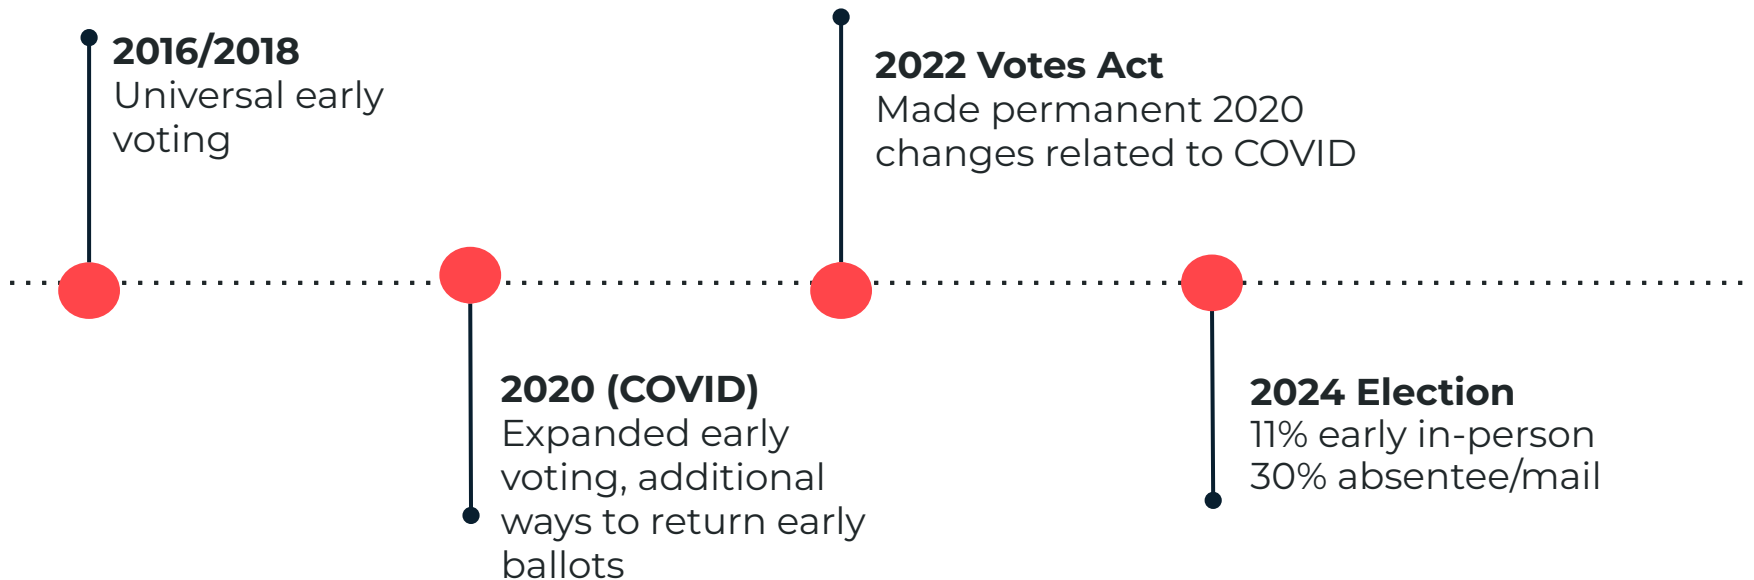 2016/2018
Universal early
voting
2020 (COVID)
Expanded early
voting, additional
ways to return early
ballots
2022 Votes Act
Made permanent 2020
changes related to COVID
2024 Election
11% early in-person
30% absentee/mail